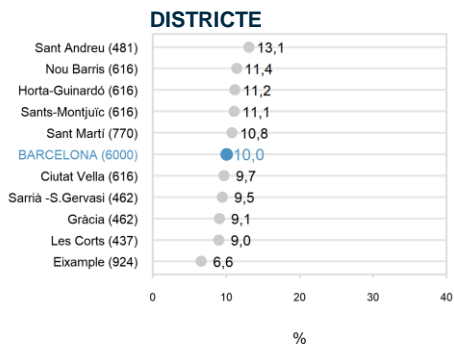 DISTRICTE
Sant Andreu (481) 13,1
Nou Barris (616) 11,4
Horta-Guinardó (616) 11,2
Sants-Montjuïc (616) 11,1
Sant Martí (770) 10,8
BARCELONA (6000) 10,0
Ciutat Vella (616) 9,7
Sarrià -S.Gervasi (462) 9,5
Gràcia (462) 9,1
Les Corts (437) 9,0
Eixample (924) 6,6
0 10 20 30 40
%